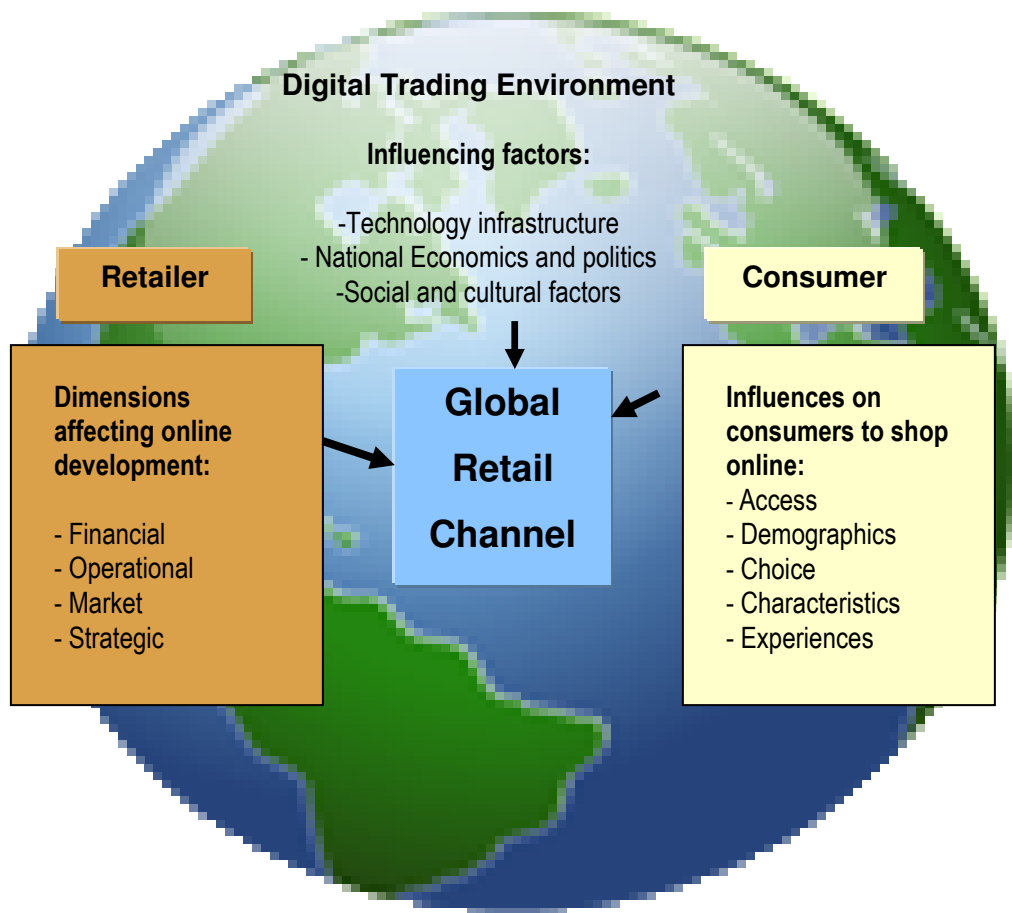 Digital Trading Environment
Influencing factors:
-Technology infrastructure
- National Economics and politics
-Social and cultural factors
Retailer
Dimensions
affecting online
development:
- Financial
- Operational
- Market
- Strategic
Global
Retail
Channel
Consumer
Influences on
consumers to shop
online:
- Access
- Demographics
- Choice
- Characteristics
- Experiences